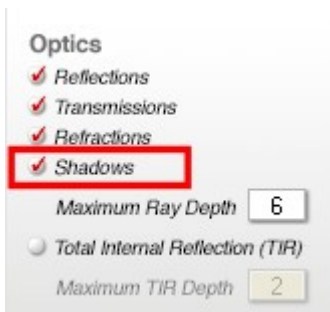 Optics
Reflections
Transmissions
Refractions
Shadows
Maximum Ray Depth 6
Total Internal Reflection (TIR)
Maximum TIR Depth 2